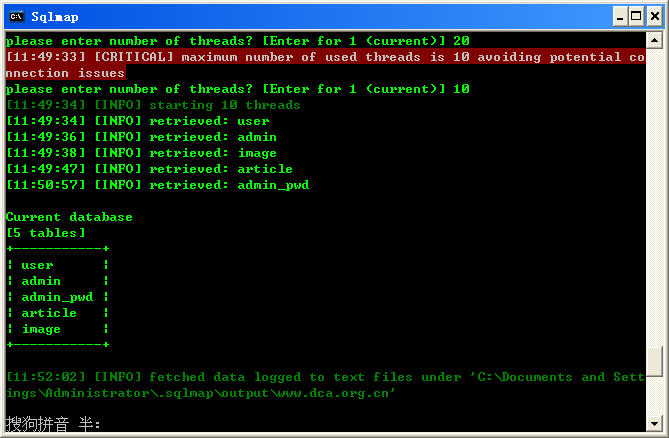 Sqlmap
please enter number of threads? [Enter for 1 (current)] 20
[11:49:33] [CRITICAL] maximum number of used threads is 10 avoiding potential co
nnection issues
please enter number of threads? [Enter for 1 (current)] 10
[11:49:34] [INFO] starting 10 threads
[11:49:34] [INFO] retrieved: user
[11:49:36] [INFO] retrieved: admin
[11:49:38] [INFO] retrieved: image
[11:49:47] [INFO] retrieved: article
[11:50:57] [INFO] retrieved: admin_pwd
Current database
[5 tables]
+-----------+
| user      |
| admin     |
| admin_pwd |
| article   |
| image     |
+-----------+
[11:52:02] [INFO] fetched data logged to text files under 'C:\Documents and Sett
ings\Administrator\.sqlmap\output\www.dca.org.cn'
搜狗拼音 半: